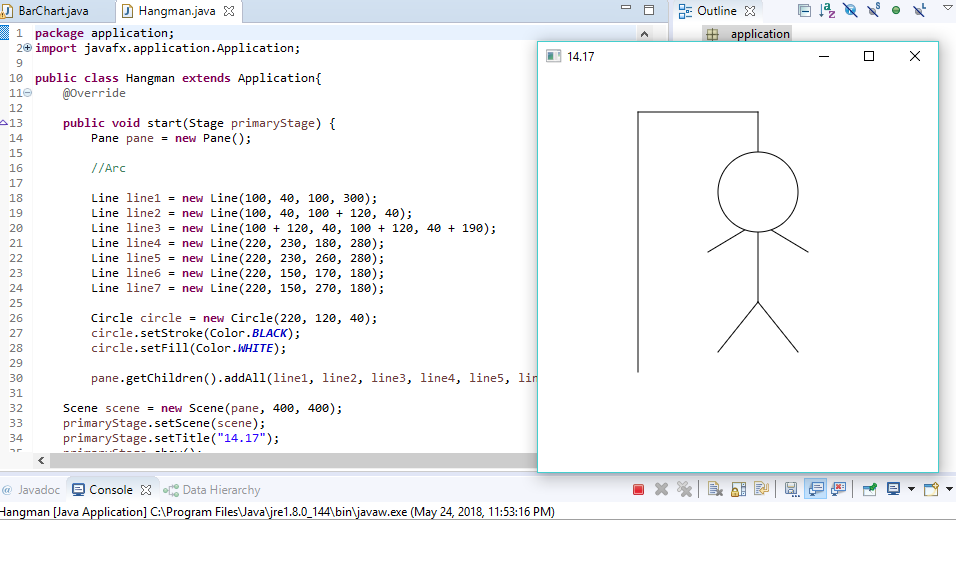 BarChart.java
Hangman.java
Outline
application
1 package application;
2 import javafx.application.Application;
9
10 public class Hangman extends Application{
11 @Override
12
13 public void start(Stage primaryStage) {
14 Pane pane = new Pane();
15
16 //Arc
17
18 Line line1 = new Line(100, 40, 100, 300);
19 Line line2 = new Line(100, 40, 100 + 120, 40);
20 Line line3 = new Line(100 + 120, 40, 100 + 120, 40 + 190);
21 Line line4 = new Line(220, 230, 180, 280);
22 Line line5 = new Line(220, 230, 260, 280);
23 Line line6 = new Line(220, 150, 170, 180);
24 Line line7 = new Line(220, 150, 270, 180);
25
26 Circle circle = new Circle(220, 120, 40);
27 circle.setStroke(Color.BLACK);
28 circle.setFill(Color.WHITE);
29
30 pane.getChildren().addAll(line1, line2, line3, line4, line5, lin
31
32 Scene scene = new Scene(pane, 400, 400);
33 primaryStage.setScene(scene);
34 primaryStage.setTitle("14.17");
14.17
@ Javadoc
Console
Data Hierarchy
Hangman [Java Application] C:\Program Files\Java\jre1.8.0_144\bin\javaw.exe (May 24, 2018, 11:53:16 PM)